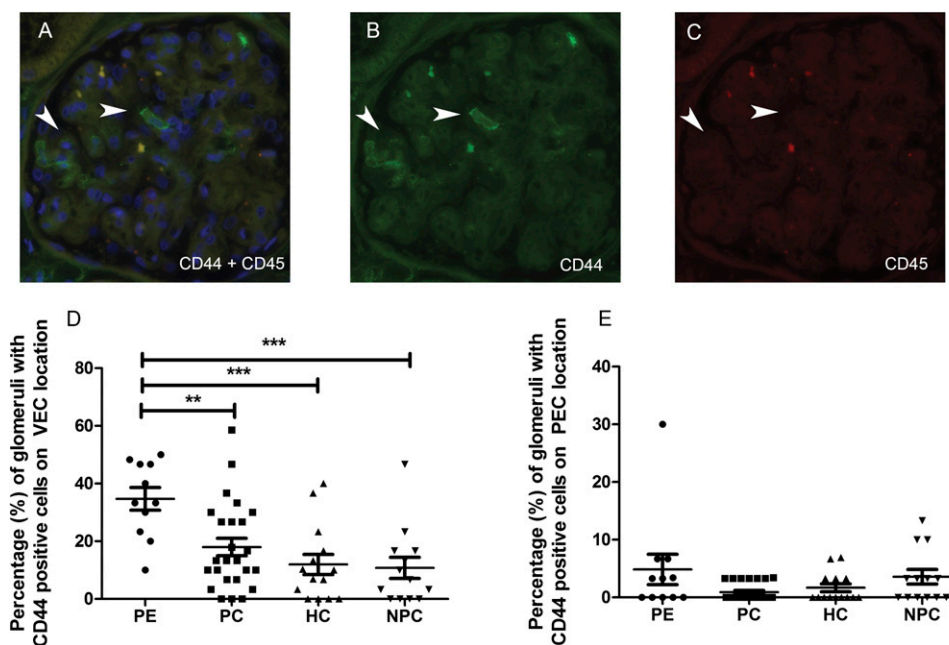 A
B
C
CD44 + CD45
CD44
CD45
D
Percentage (%) of glomeruli with
CD44 positive cells on VEC location
80
60
40
20
0
***
***
**
PE
PC
HC
NPC
E
Percentage (%) of glomeruli with
CD44 positive cells on PEC location
40
30
20
10
0
PE
PC
HC
NPC